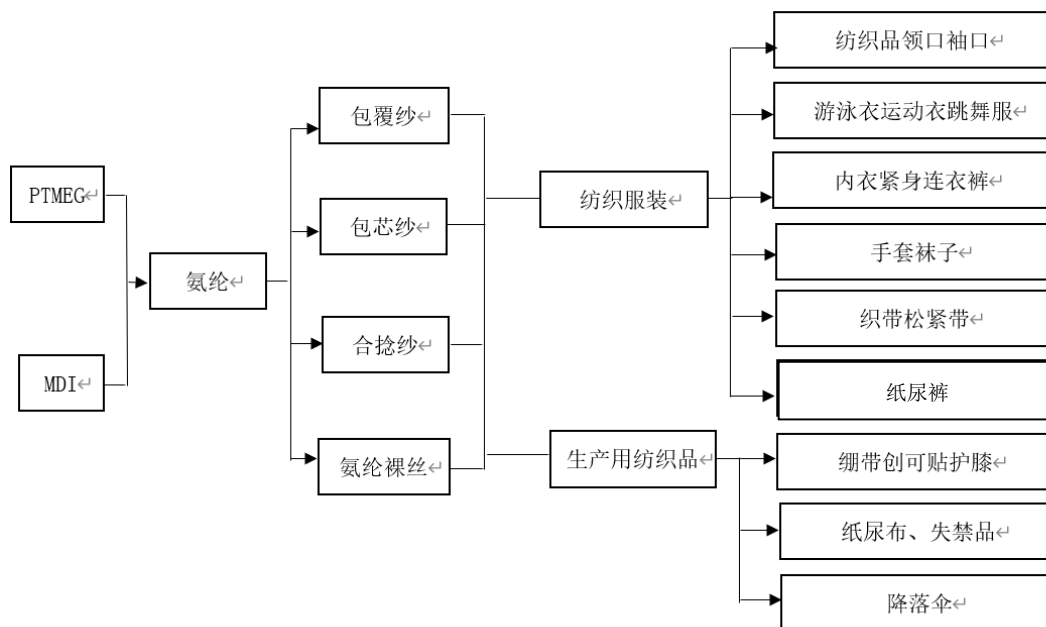 PTMEG↵
MDI↵
氨纶↵
包覆纱↵
包芯纱↵
合捻纱↵
氨纶裸丝↵
纺织服装↵
生产用纺织品↵
纺织品领口袖口↵
游泳衣运动衣跳舞服↵
内衣紧身连衣裤↵
手套袜子↵
织带松紧带↵
纸尿裤
绷带创可贴护膝↵
纸尿布、失禁品↵
降落伞↵